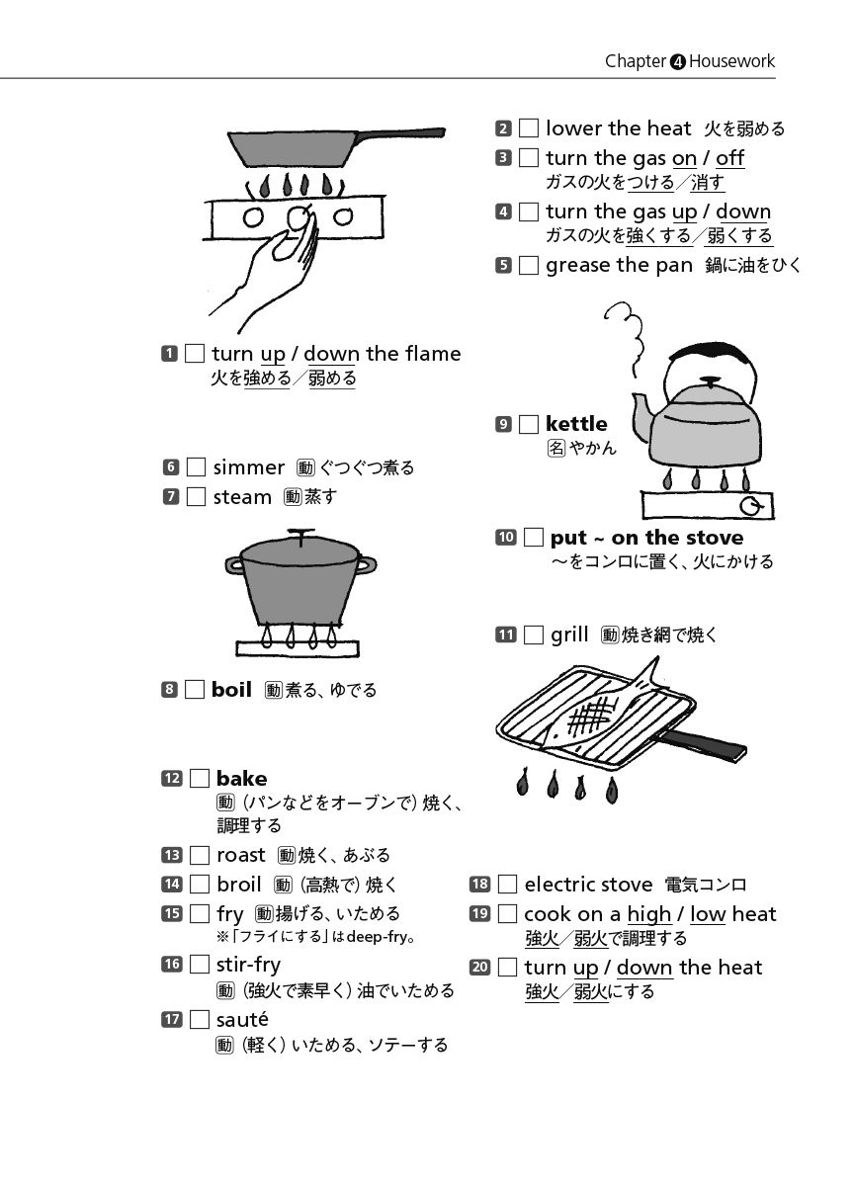 Chapter ❹ Housework
1 □ turn up / down the flame
火を強める／弱める
2 □ lower the heat 火を弱める
3 □ turn the gas on / off
ガスの火をつける／消す
4 □ turn the gas up / down
ガスの火を強くする／弱くする
5 □ grease the pan 鍋に油をひく
6 □ simmer 動 ぐつぐつ煮る
7 □ steam 動 蒸す
8 □ boil 動 煮る、ゆでる
9 □ kettle
名 やかん
10 □ put ~ on the stove
～をコンロに置く、火にかける
11 □ grill 動 焼き網で焼く
12 □ bake
動（パンなどをオーブンで）焼く、
調理する
13 □ roast 動 焼く、あぶる
14 □ broil 動（高熱で）焼く
15 □ fry 動 揚げる、いためる
※「フライにする」はdeep-fry。
16 □ stir-fry
動（強火で素早く）油でいためる
17 □ sauté
動（軽く）いためる、ソテーする
18 □ electric stove 電気コンロ
19 □ cook on a high / low heat
強火／弱火で調理する
20 □ turn up / down the heat
強火／弱火にする